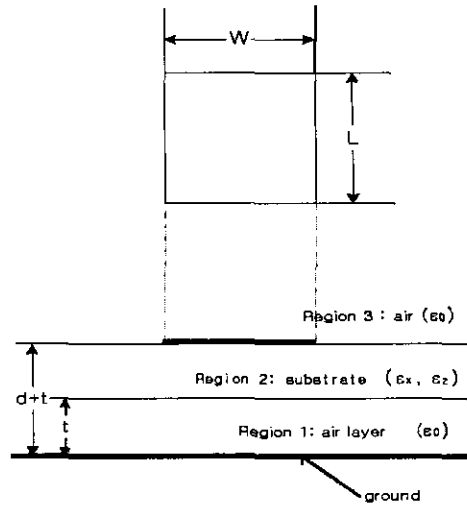 W
L
Region 3 : air (ε0)
Region 2: substrate (εx, εz)
d+t
t
Region 1: air layer (ε0)
ground